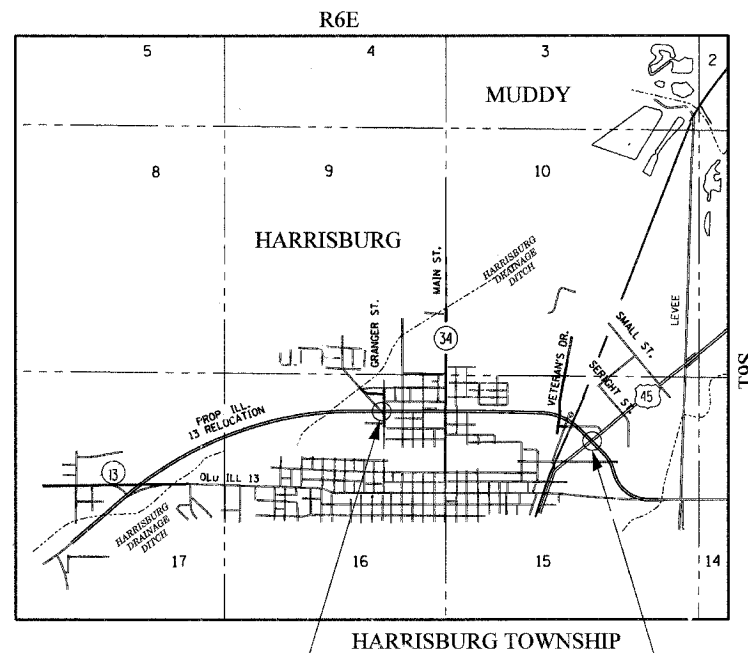 R6E
5
4
3
2
MUDDY
8
9
10
HARRISBURG
HARRISBURG
DRAINAGE
DITCH
MAIN ST.
GRANGER ST.
34
SMALL ST.
LEVEE
T9S
VETERAN'S DR.
SERIGHT ST.
45
PROP ILL.
13 RELOCATION
13
OLD ILL 13
HARRISBURG
DRAINAGE
DITCH
17
16
15
14
HARRISBURG TOWNSHIP